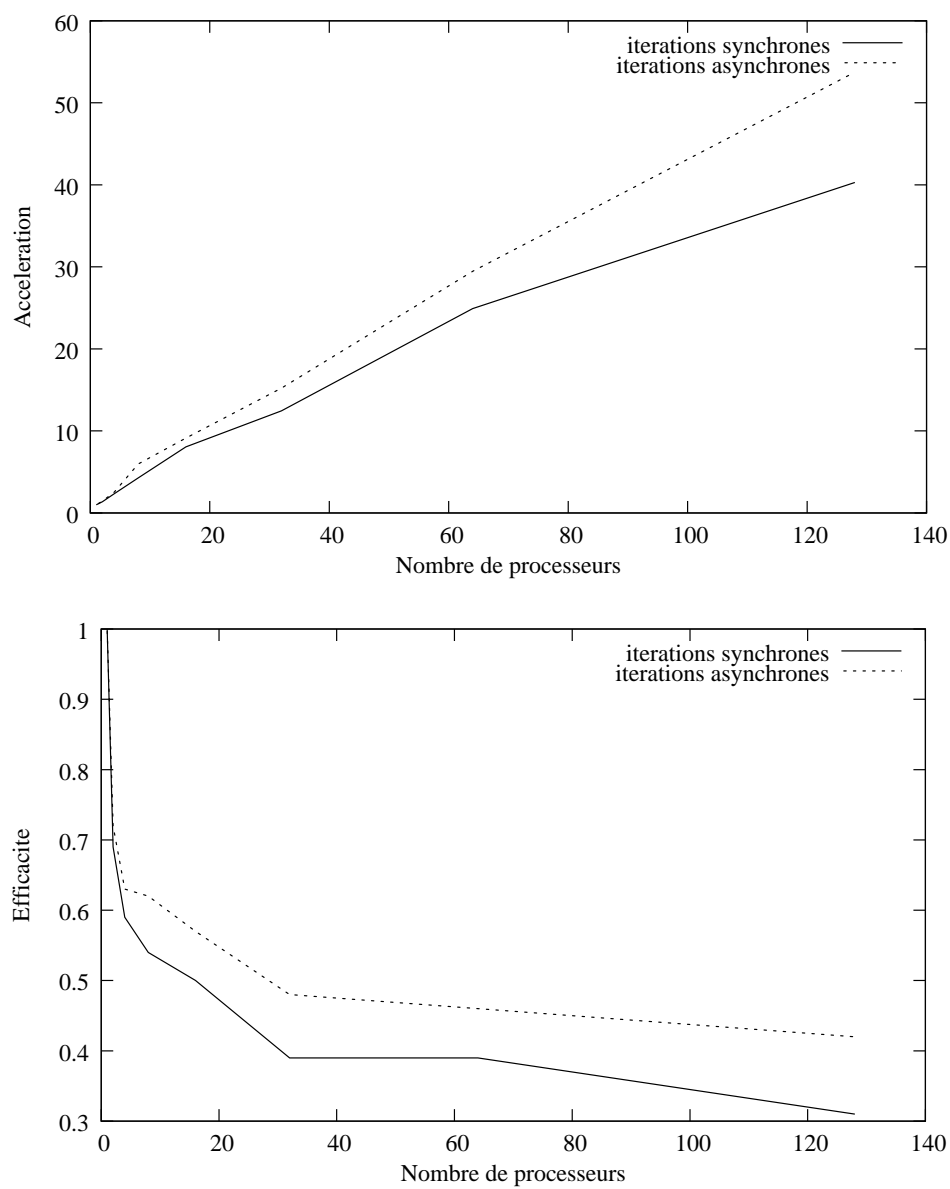 60
50
40
30
20
10
0
Acceleration
iterations synchrones
iterations asynchrones
0 20 40 60 80 100 120 140
Nombre de processeurs
1
0.9
0.8
0.7
0.6
0.5
0.4
0.3
Efficacite
iterations synchrones
iterations asynchrones
0 20 40 60 80 100 120 140
Nombre de processeurs